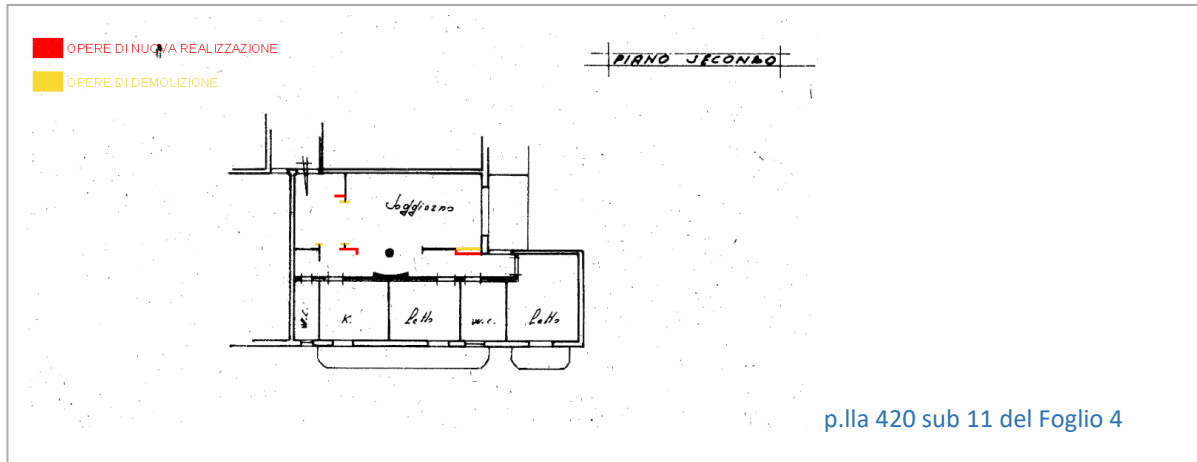 OPERE DI NUOVA REALIZZAZIONE
PIANO SECONDO
OPERE DI DEMOLIZIONE
Soggiorno
w.c.
K.
Letto
w.c.
Letto
p.lla 420 sub 11 del Foglio 4